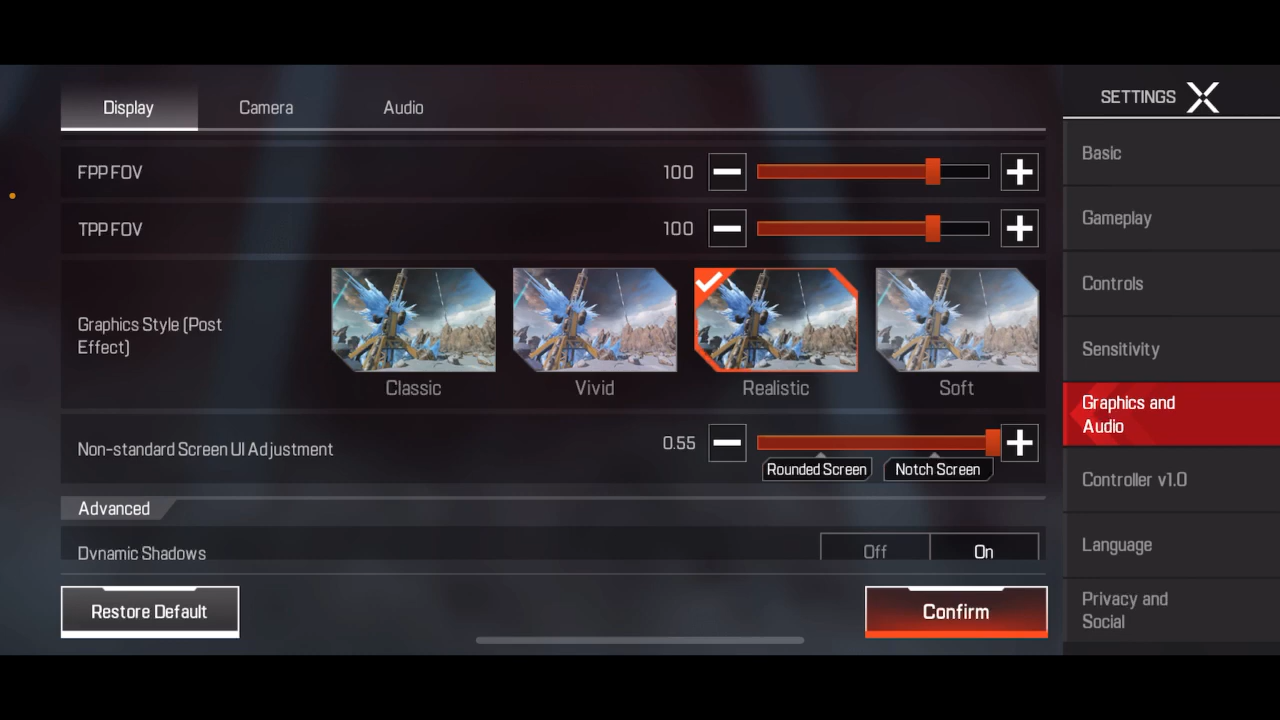 Display
Camera
Audio
SETTINGS
FPP FOV
100
TPP FOV
100
Graphics Style (Post
Effect)
Classic
Vivid
Realistic
Soft
Non-standard Screen UI Adjustment
0.55
Rounded Screen
Notch Screen
Advanced
Dynamic Shadows
Off
On
Restore Default
Confirm
Basic
Gameplay
Controls
Sensitivity
Graphics and
Audio
Controller v1.0
Language
Privacy and
Social